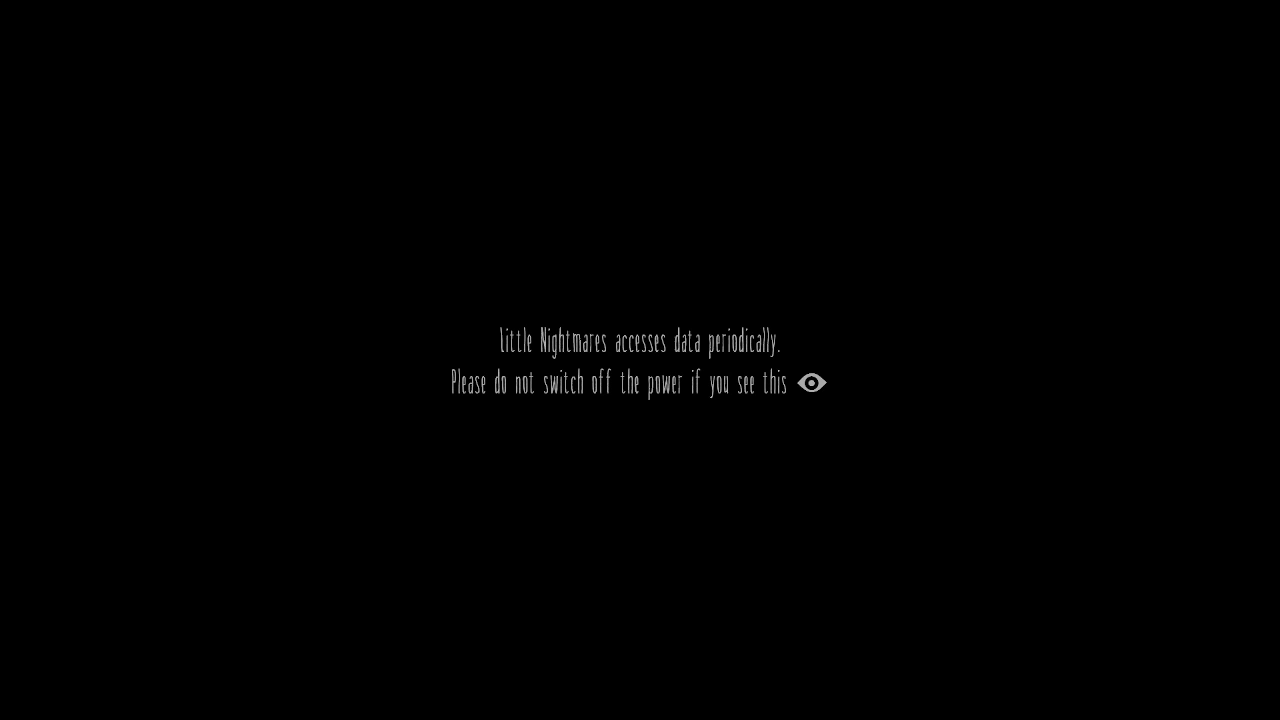 Little Nightmares accesses data periodically.
Please do not switch off the power if you see this